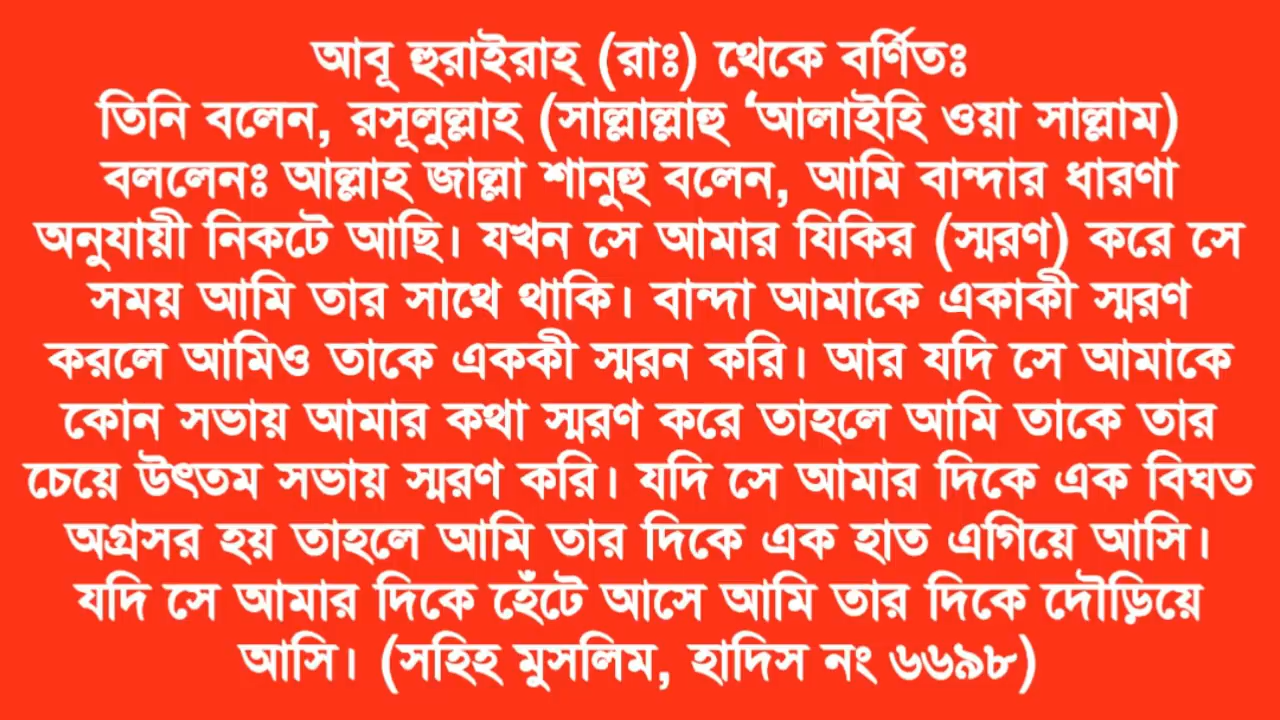 আবূ হুরাইরাহ্ (রাঃ) থেকে বর্ণিতঃ
তিনি বলেন, রসূলুল্লাহ (সাল্লাল্লাহু ‘আলাইহি ওয়া সাল্লাম)
বললেনঃ আল্লাহ জাল্লা শানুহু বলেন, আমি বান্দার ধারণা
অনুযায়ী নিকটে আছি। যখন সে আমার যিকির (স্মরণ) করে সে
সময় আমি তার সাথে থাকি। বান্দা আমাকে একাকী স্মরণ
করলে আমিও তাকে এককী স্মরন করি। আর যদি সে আমাকে
কোন সভায় আমার কথা স্মরণ করে তাহলে আমি তাকে তার
চেয়ে উৎতম সভায় স্মরণ করি। যদি সে আমার দিকে এক বিঘত
অগ্রসর হয় তাহলে আমি তার দিকে এক হাত এগিয়ে আসি।
যদি সে আমার দিকে হেঁটে আসে আমি তার দিকে দৌড়িয়ে
আসি। (সহিহ মুসলিম, হাদিস নং ৬৬৯৮)